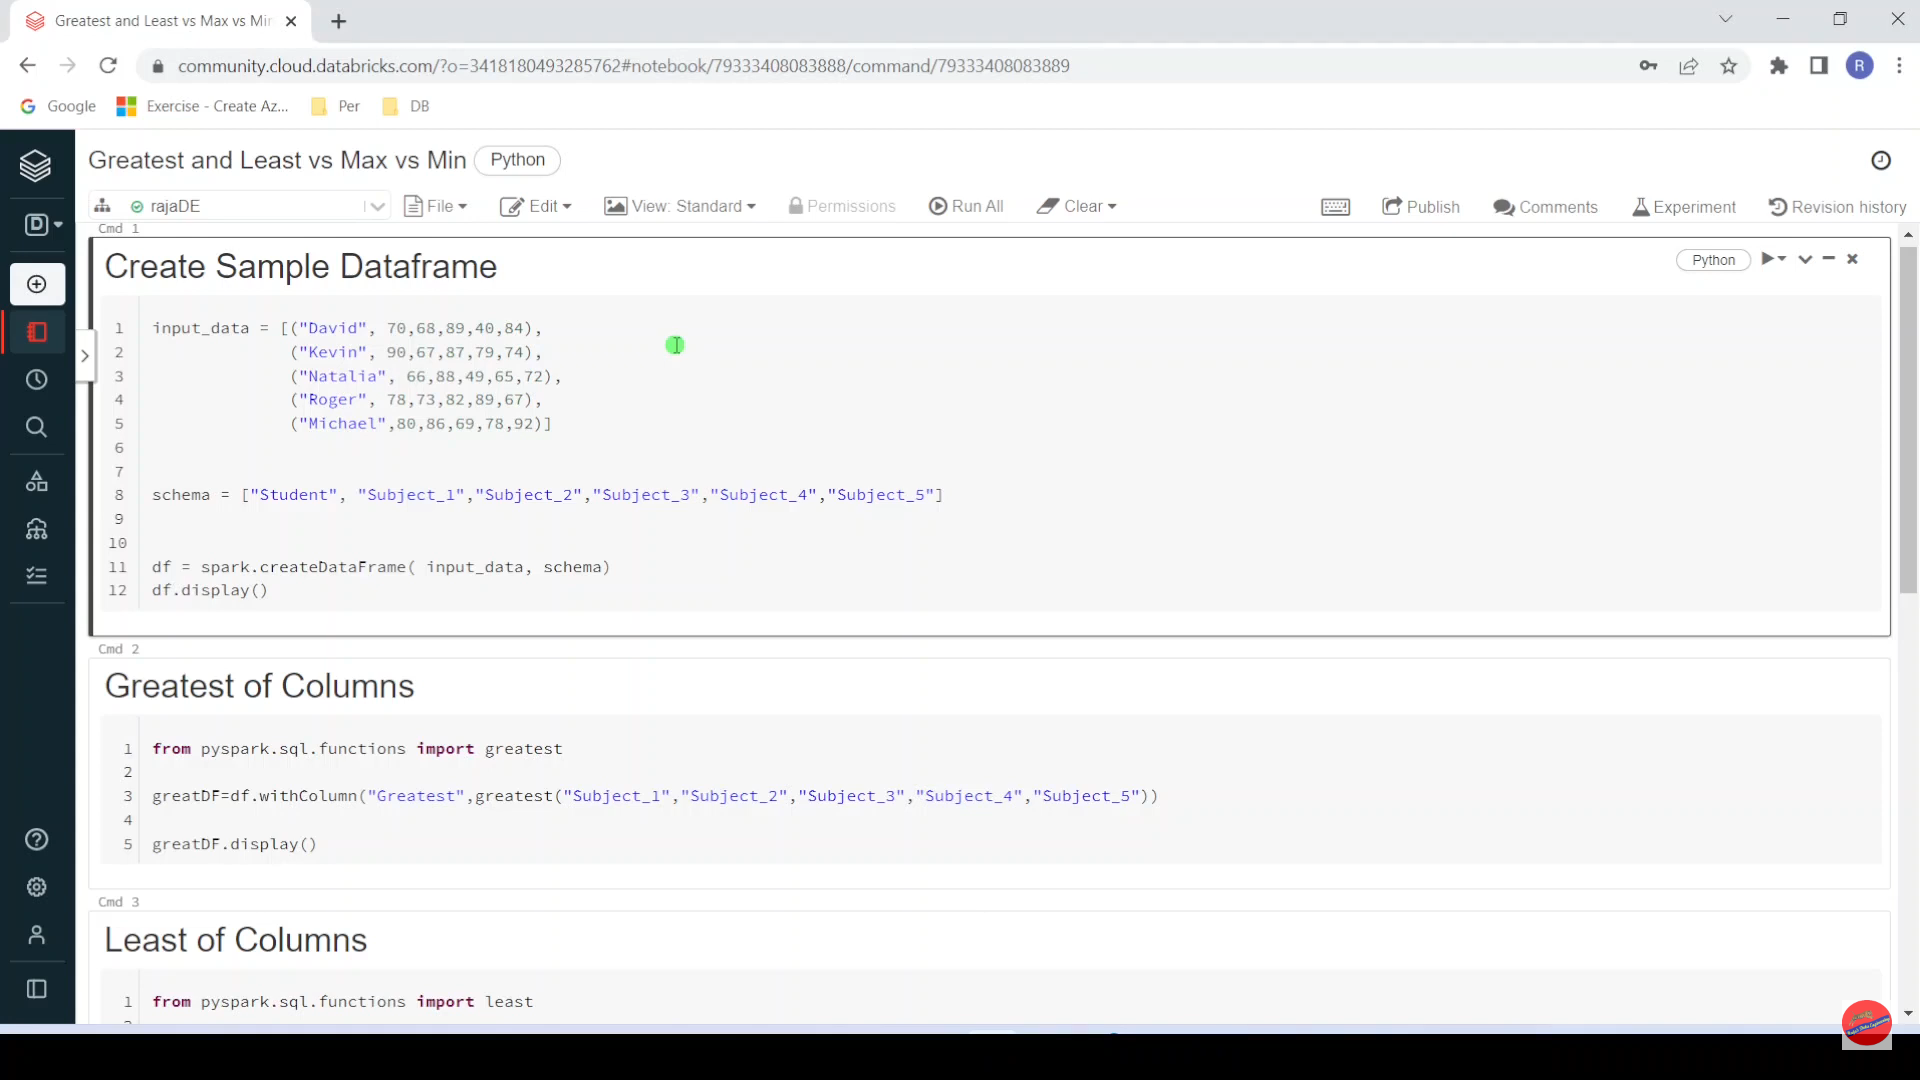 Greatest and Least vs Max vs Min
community.cloud.databricks.com/?o=3418180493285762#notebook/79333408083888/command/79333408083889
R
Google
Exercise - Create Az...
Per
DB
Greatest and Least vs Max vs Min
Python
D
rajaDE
File
Edit
View: Standard
Permissions
Run All
Clear
Publish
Comments
Experiment
Revision history
Cmd 1
Create Sample Dataframe
Python
1 input_data = [("David", 70,68,89,40,84),
2 ("Kevin", 90,67,87,79,74),
3 ("Natalia", 66,88,49,65,72),
4 ("Roger", 78,73,82,89,67),
5 ("Michael",80,86,69,78,92)]
6
7
8 schema = ["Student", "Subject_1","Subject_2","Subject_3","Subject_4","Subject_5"]
9
10
11 df = spark.createDataFrame( input_data, schema)
12 df.display()
Cmd 2
Greatest of Columns
1 from pyspark.sql.functions import greatest
2
3 greatDF=df.withColumn("Greatest",greatest("Subject_1","Subject_2","Subject_3","Subject_4","Subject_5"))
4
5 greatDF.display()
Cmd 3
Least of Columns
1 from pyspark.sql.functions import least